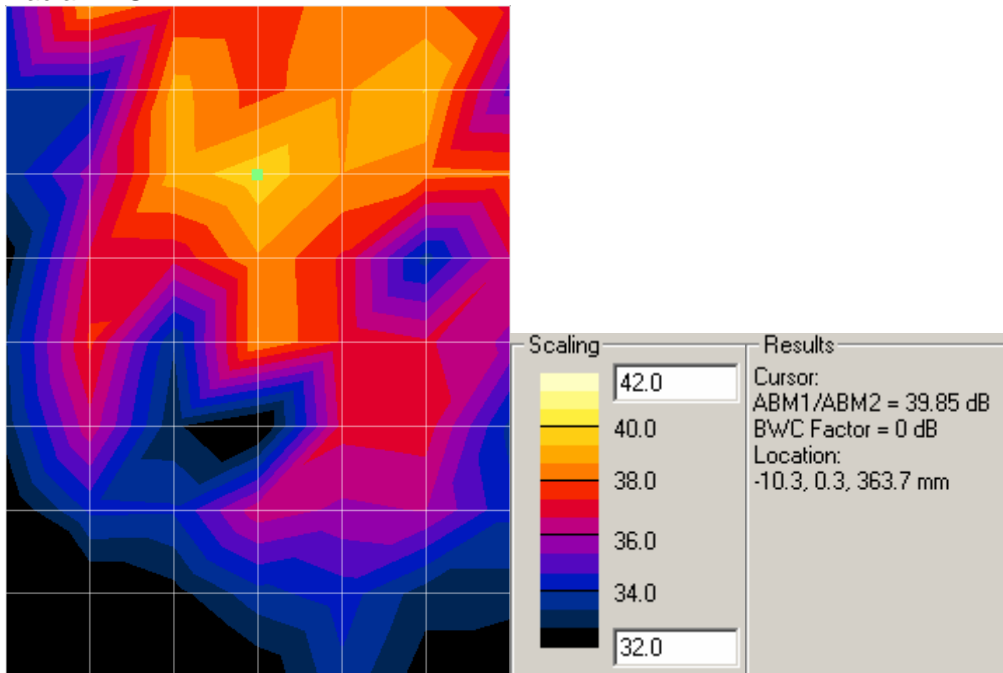 Scaling
42.0
40.0
38.0
36.0
34.0
32.0
Results
Cursor:
ABM1/ABM2 = 39.85 dB
BWC Factor = 0 dB
Location:
-10.3, 0.3, 363.7 mm